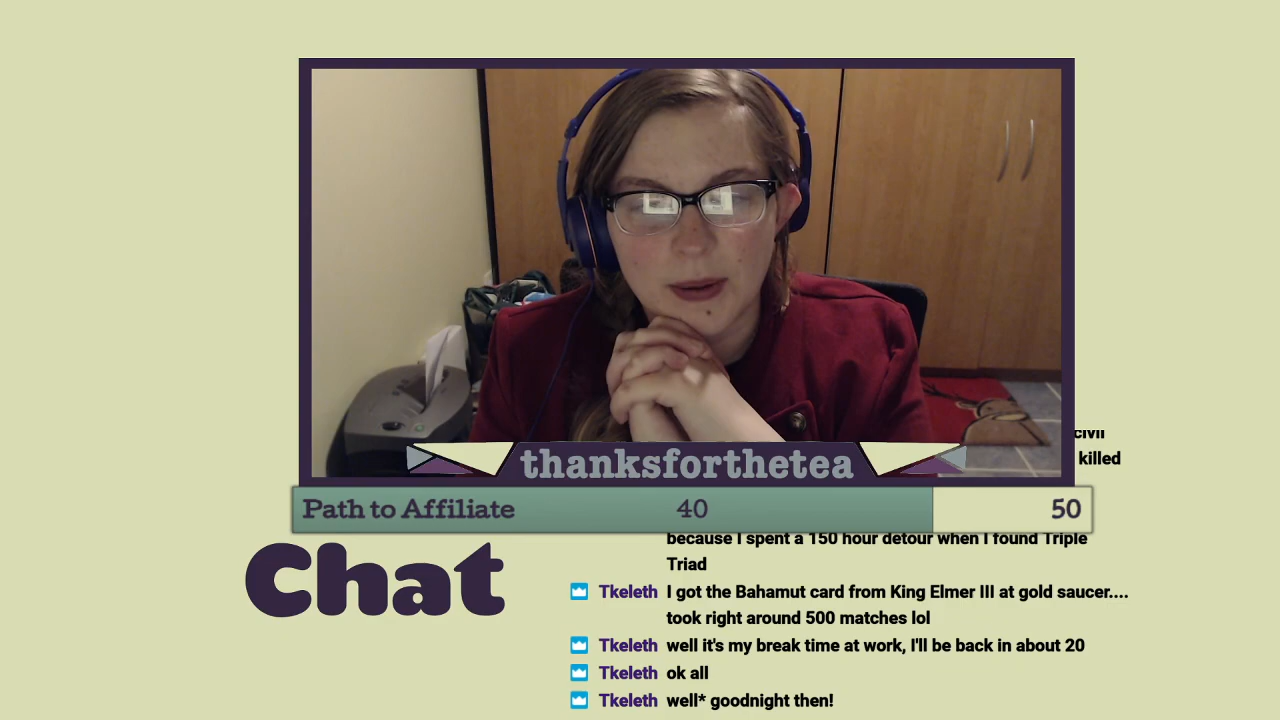 civil
killed
thanksforthetea
Path to Affiliate 40 50
Chat
because I spent a 150 hour detour when I found Triple
Triad
Tkeleth I got the Bahamut card from King Elmer III at gold saucer....
took right around 500 matches lol
Tkeleth well it's my break time at work, I'll be back in about 20
Tkeleth ok all
Tkeleth well* goodnight then!